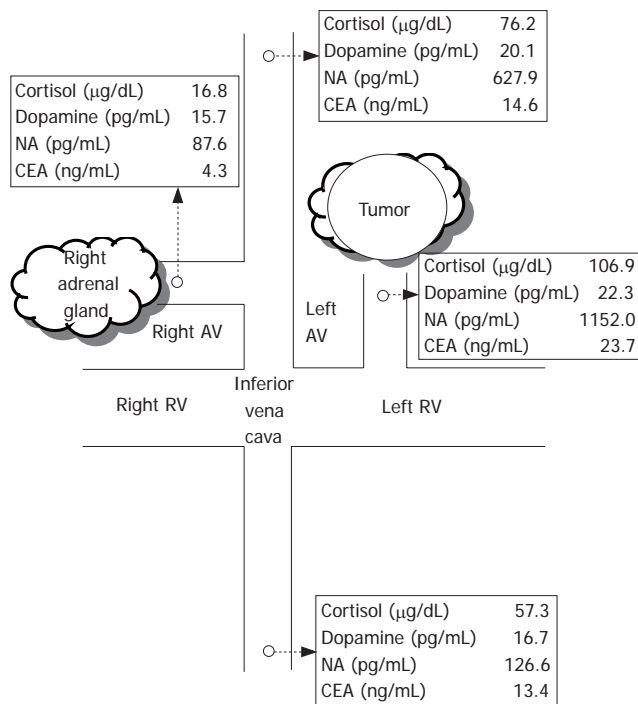 Cortisol (μg/dL) 76.2
Dopamine (pg/mL) 20.1
NA (pg/mL) 627.9
CEA (ng/mL) 14.6
Cortisol (μg/dL) 16.8
Dopamine (pg/mL) 15.7
NA (pg/mL) 87.6
CEA (ng/mL) 4.3
Tumor
Right
adrenal
gland
Right AV
Left
AV
Cortisol (μg/dL) 106.9
Dopamine (pg/mL) 22.3
NA (pg/mL) 1152.0
CEA (ng/mL) 23.7
Right RV
Inferior
vena
cava
Left RV
Cortisol (μg/dL) 57.3
Dopamine (pg/mL) 16.7
NA (pg/mL) 126.6
CEA (ng/mL) 13.4